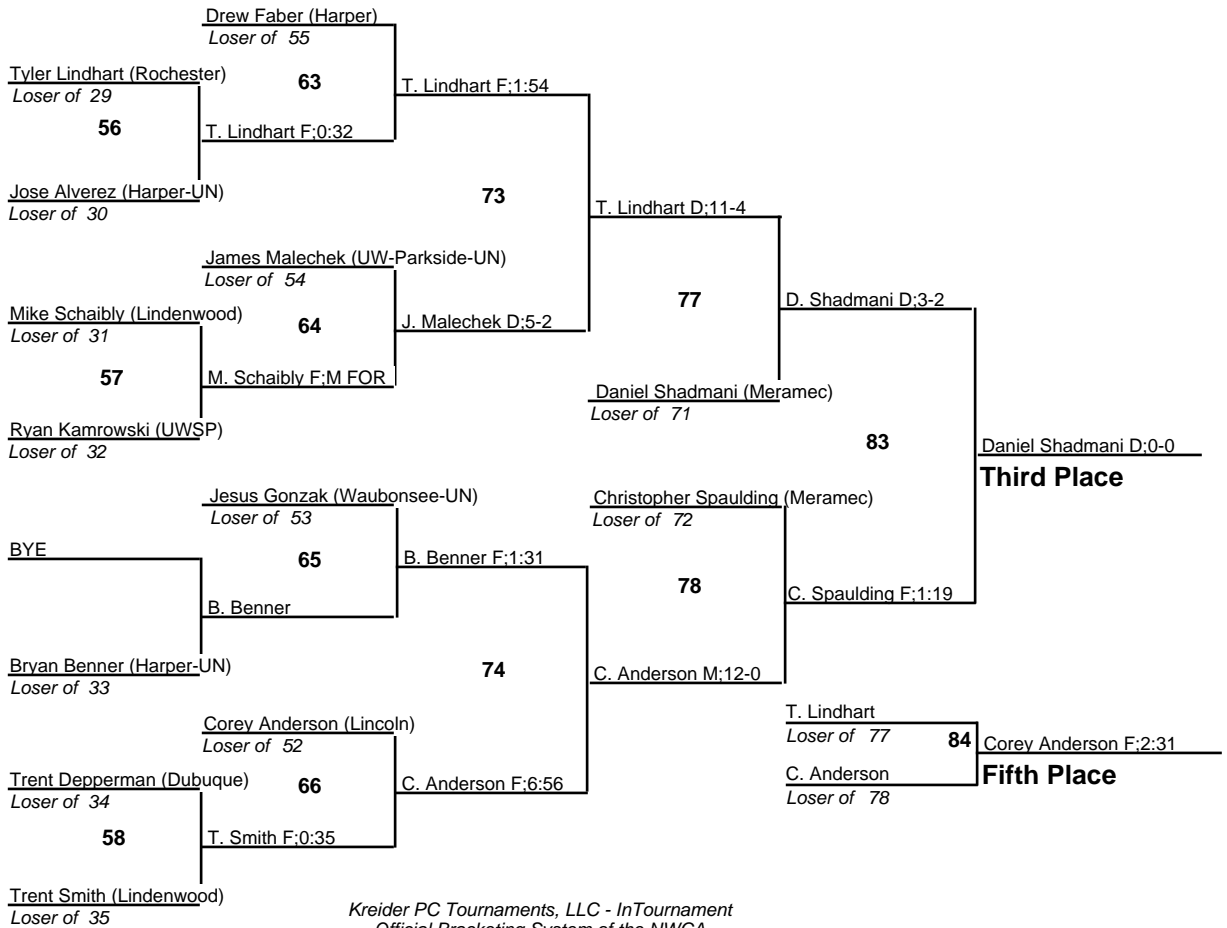 Drew Faber (Harper)
Loser of 55
Tyler Lindhart (Rochester)
63
T. Lindhart F;1:54
Loser of 29
56
T. Lindhart F;0:32
Jose Alverez (Harper-UN)
Loser of 30
73
T. Lindhart D;11-4
James Malechek (UW-Parkside-UN)
Loser of 54
77
D. Shadmani D;3-2
Mike Schaibly (Lindenwood)
Loser of 31
64
J. Malechek D;5-2
57
M. Schaibly F;M FOR
Daniel Shadmani (Meramec)
Loser of 71
Ryan Kamrowski (UWSP)
Loser of 32
83
Daniel Shadmani D;0-0
Third Place
Jesus Gonzak (Waubonsee-UN)
Loser of 53
Christopher Spaulding (Meramec)
Loser of 72
BYE
65
B. Benner F;1:31
78
C. Spaulding F;1:19
B. Benner
Bryan Benner (Harper-UN)
Loser of 33
74
C. Anderson M;12-0
Corey Anderson (Lincoln)
Loser of 52
T. Lindhart
Loser of 77
84
Corey Anderson F;2:31
Fifth Place
C. Anderson
Loser of 78
Trent Depperman (Dubuque)
Loser of 34
66
C. Anderson F;6:56
58
T. Smith F;0:35
Trent Smith (Lindenwood)
Loser of 35
Kreider PC Tournaments, LLC - InTournament
Official Bracketing System of the NWCA